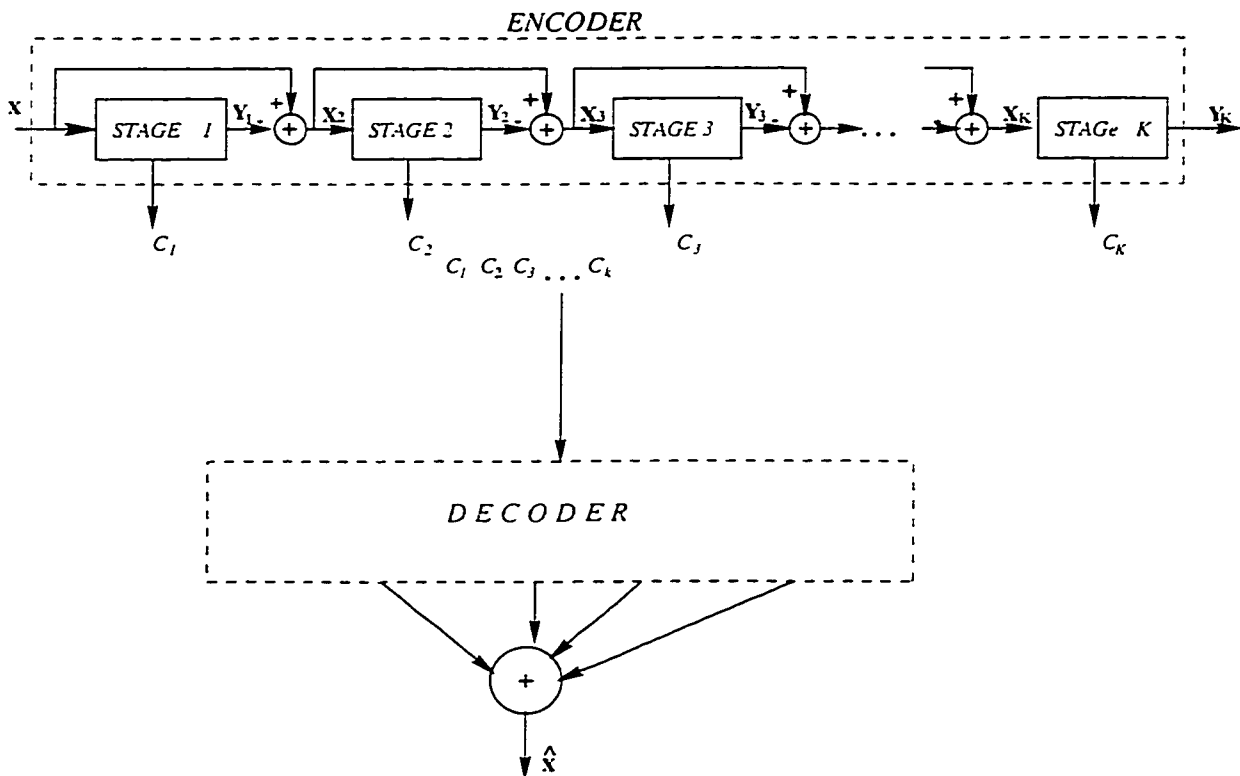 ENCODER
+ + + +
X STAGE 1 Y1 - + X2 STAGE 2 Y2 - + X3 STAGE 3 Y3 - + ... - + XK STAGe K YK
C1 C2 C3 CK
C1 C2 C3 ... Ck
DECODER
+
X̂